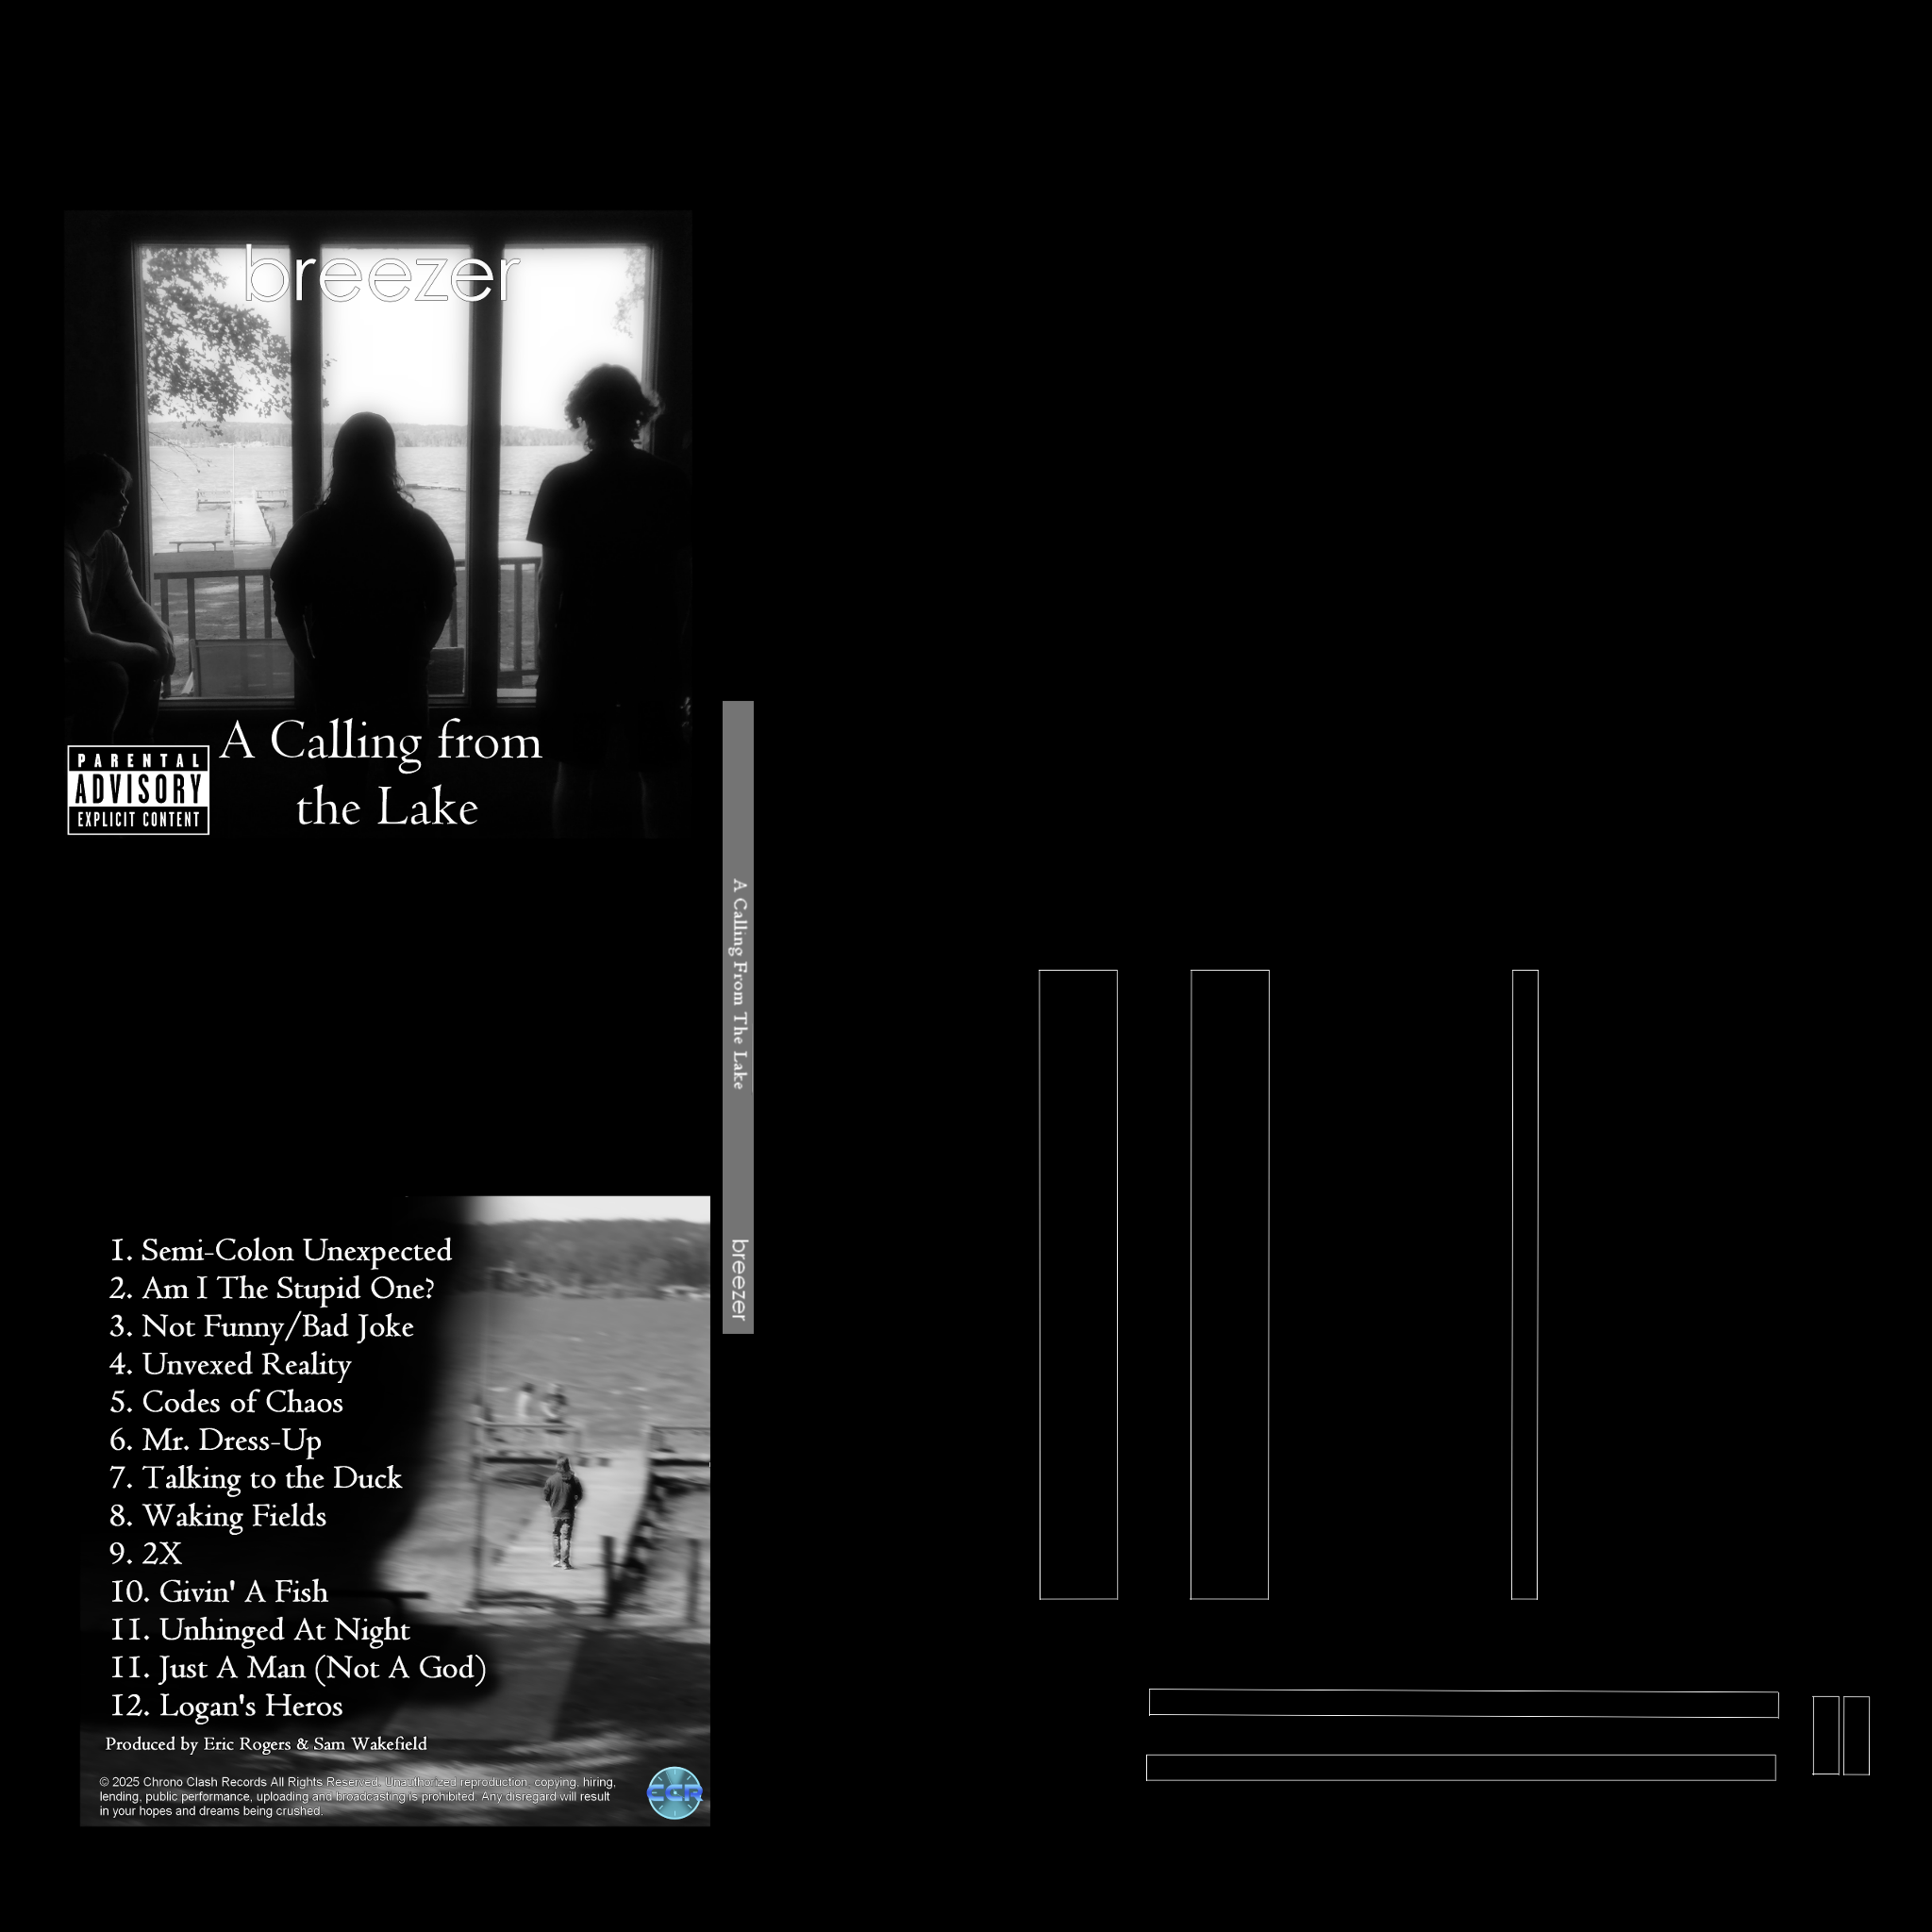 breezer
A Calling from
the Lake
PARENTAL
ADVISORY
EXPLICIT CONTENT
A Calling From The Lake
breezer
1. Semi-Colon Unexpected
2. Am I The Stupid One?
3. Not Funny/Bad Joke
4. Unvexed Reality
5. Codes of Chaos
6. Mr. Dress-Up
7. Talking to the Duck
8. Waking Fields
9. 2X
10. Givin' A Fish
11. Unhinged At Night
11. Just A Man (Not A God)
12. Logan's Heros
Produced by Eric Rogers & Sam Wakefield
© 2025 Chrono Clash Records All Rights Reserved. Unauthorized reproduction, copying, hiring,
lending, public performance, uploading and broadcasting is prohibited. Any disregard will result
in your hopes and dreams being crushed.